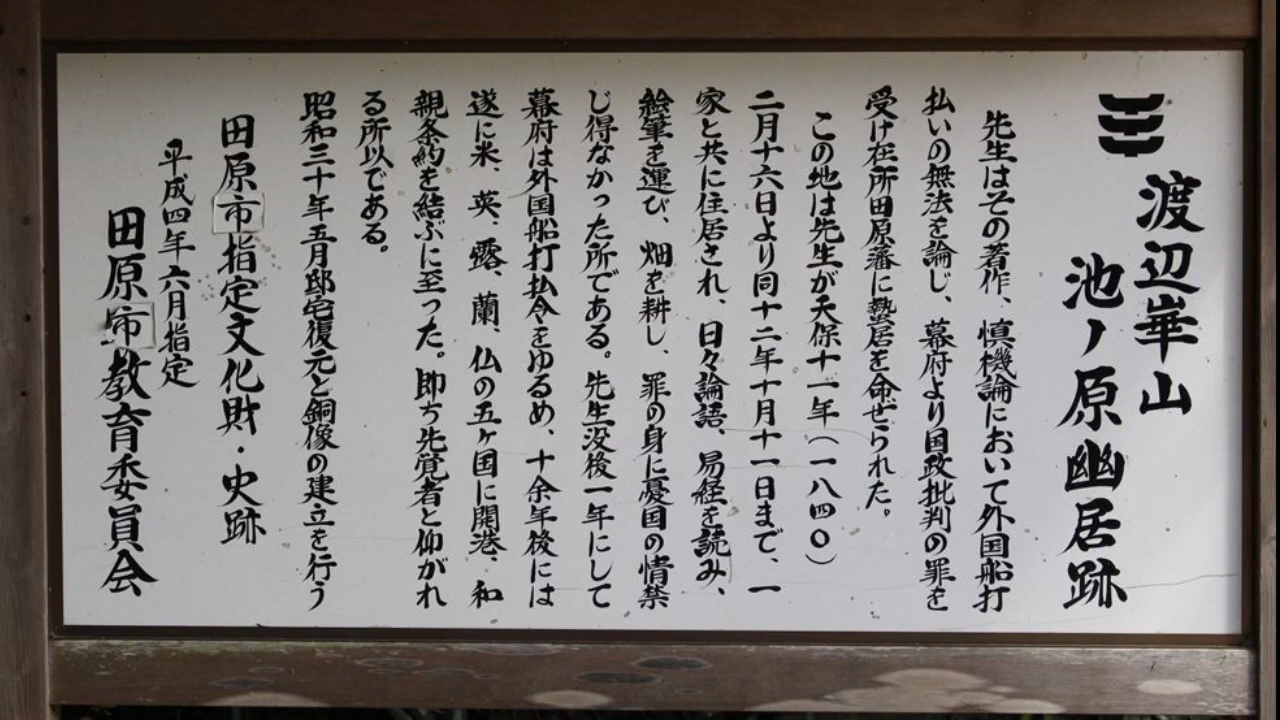 渡辺崋山
池ノ原幽居跡
先生はその著作、慎機論において外国船打
払いの無法を論じ、幕府より国政批判の罪を
受け在所田原藩に蟄居を命ぜられた。
この地は先生が天保十一年(一八四〇)
二月十六日より同十二年十月十一日まで、一
家と共に住居され、日々論語、易経を読み、
絵筆を運び、畑を耕し、罪の身に憂国の情禁
じ得なかった所である。先生没後一年にして
幕府は外国船打払令をゆるめ、十余年後には
遂に米、英、露、蘭、仏の五ヶ国に開港、和
親条約を結ぶに至った。即ち先覚者と仰がれ
る所以である。
昭和三十年五月邸宅復元と銅像の建立を行う
田原市指定文化財・史跡
平成四年六月指定
田原市教育委員会